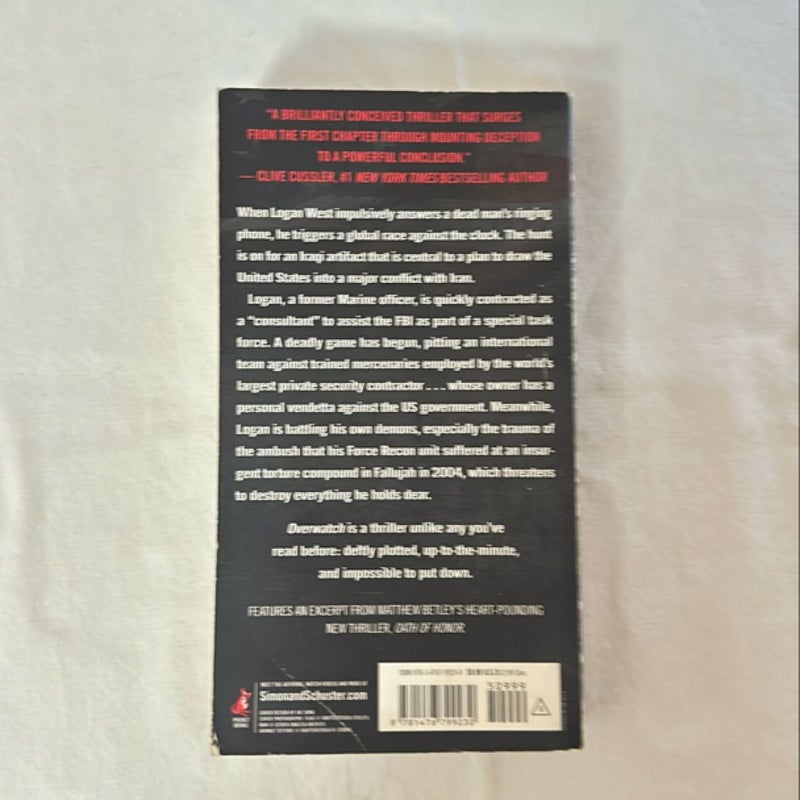 "A BRILLIANTLY CONCEIVED THRILLER THAT SURGES
FROM THE FIRST CHAPTER THROUGH MOUNTING DECEPTION
TO A POWERFUL CONCLUSION."
— CLIVE CUSSLER, #1 NEW YORK TIMES BESTSELLING AUTHOR
When Logan West impulsively answers a dead man's ringing
phone, he triggers a global race against the clock. The hunt
is on for an Iraqi artifact that is central to a plan to draw the
United States into a major conflict with Iran.
Logan, a former Marine officer, is quickly contracted as
a "consultant" to assist the FBI as part of a special task
force. A deadly game has begun, pitting an international
team against trained mercenaries employed by the world's
largest private security contractor . . . whose owner has a
personal vendetta against the US government. Meanwhile,
Logan is battling his own demons, especially the trauma of
the ambush that his Force Recon unit suffered at an insur-
gent torture compound in Fallujah in 2004, which threatens
to destroy everything he holds dear.
Overwatch is a thriller unlike any you've
read before: deftly plotted, up-to-the-minute,
and impossible to put down.
FEATURES AN EXCERPT FROM MATTHEW BETLEY'S HEART-POUNDING
NEW THRILLER, OATH OF HONOR
SimonandSchuster.com
POCKET
BOOKS
50999
9 781476 799230